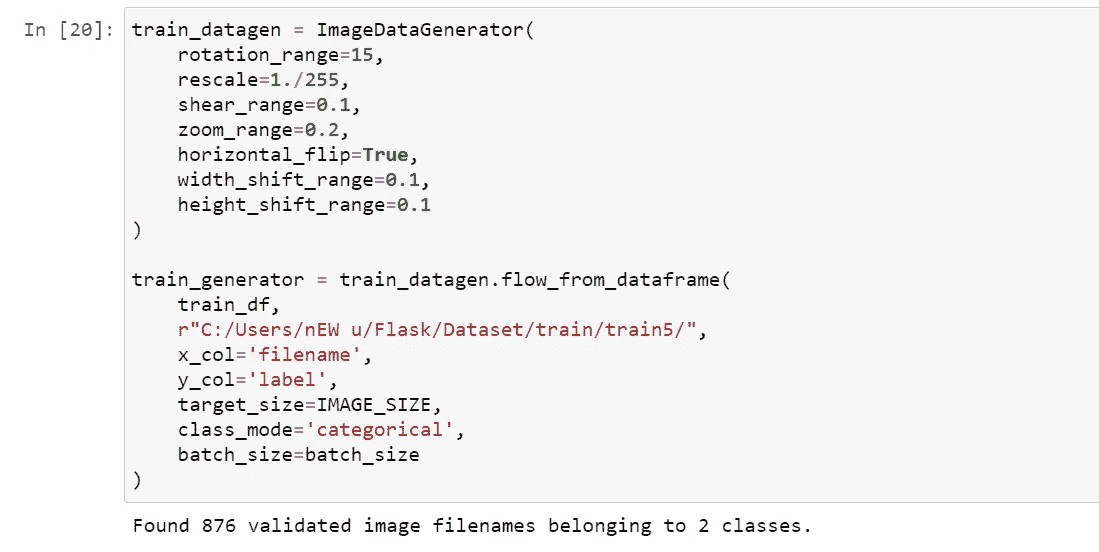 In [20]: train_datagen = ImageDataGenerator(
    rotation_range=15,
    rescale=1./255,
    shear_range=0.1,
    zoom_range=0.2,
    horizontal_flip=True,
    width_shift_range=0.1,
    height_shift_range=0.1
)
train_generator = train_datagen.flow_from_dataframe(
    train_df,
    r"C:/Users/nEW u/Flask/Dataset/train/train5/",
    x_col='filename',
    y_col='label',
    target_size=IMAGE_SIZE,
    class_mode='categorical',
    batch_size=batch_size
)
Found 876 validated image filenames belonging to 2 classes.